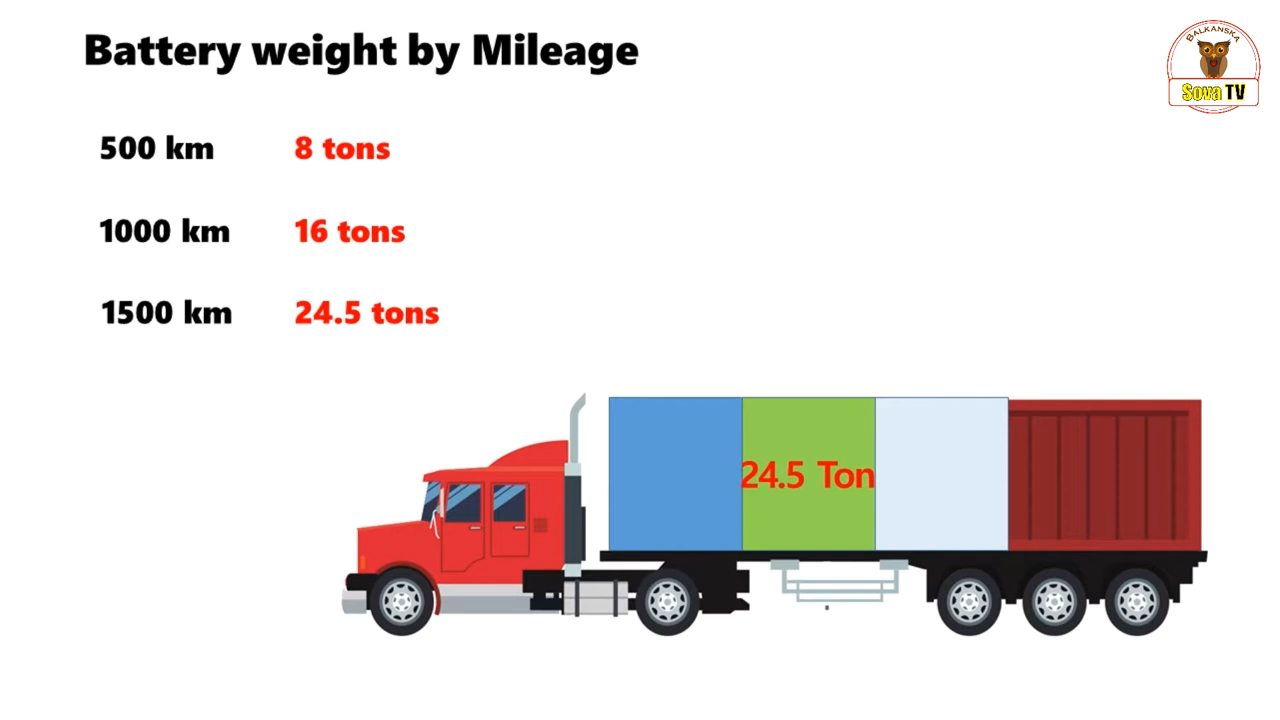 Battery weight by Mileage
BALKANSKA
Sova TV
500 km 8 tons
1000 km 16 tons
1500 km 24.5 tons
24.5 Ton